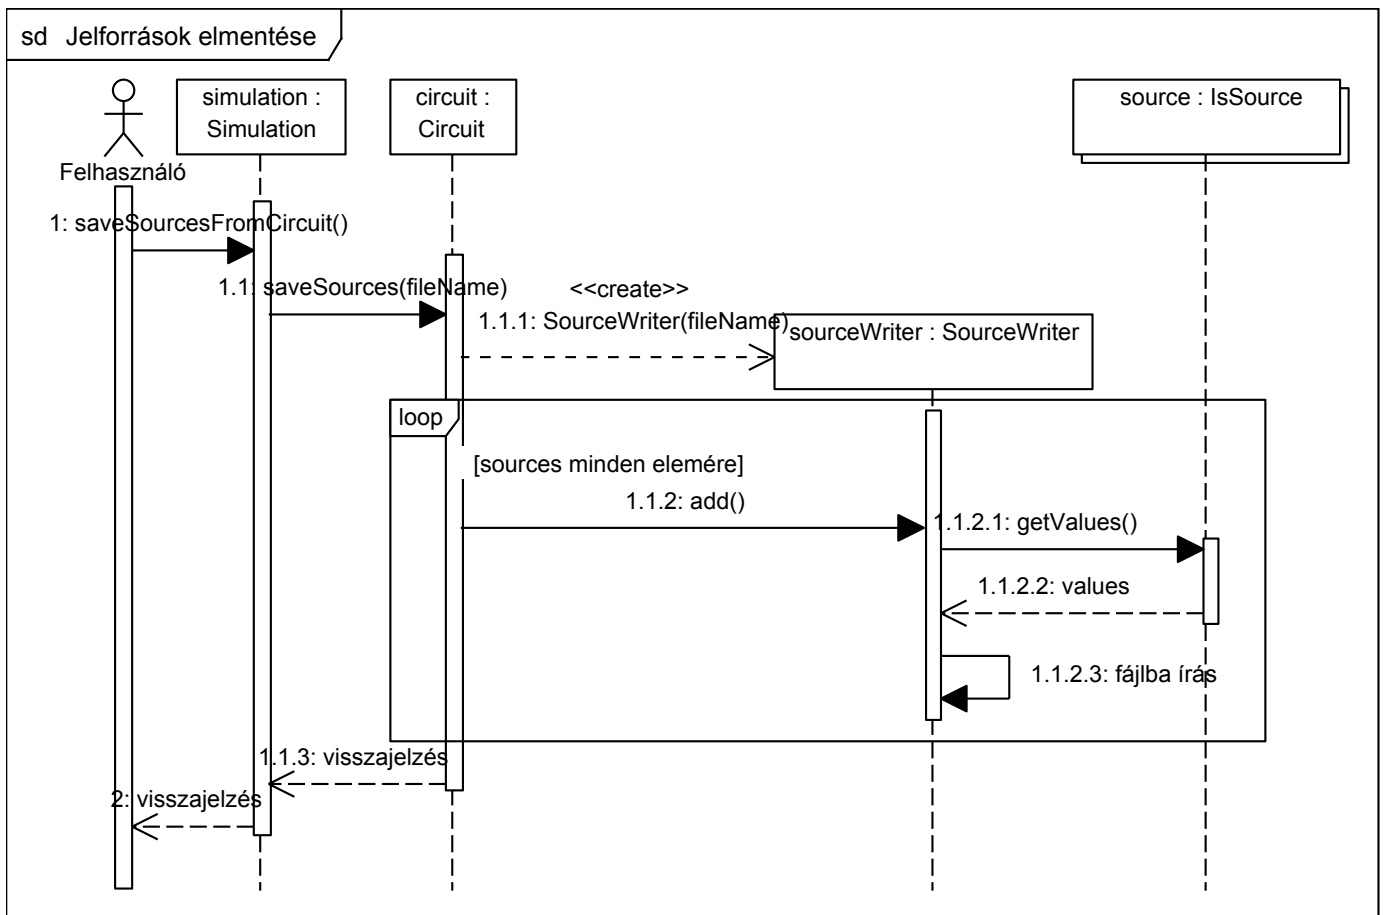 sd Jelforrások elmentése
simulation :
Simulation
circuit :
Circuit
source : IsSource
Felhasználó
1: saveSourcesFromCircuit()
1.1: saveSources(fileName)
<<create>>
1.1.1: SourceWriter(fileName)
sourceWriter : SourceWriter
loop
[sources minden elemére]
1.1.2: add()
1.1.2.1: getValues()
1.1.2.2: values
1.1.2.3: fájlba írás
1.1.3: visszajelzés
2: visszajelzés